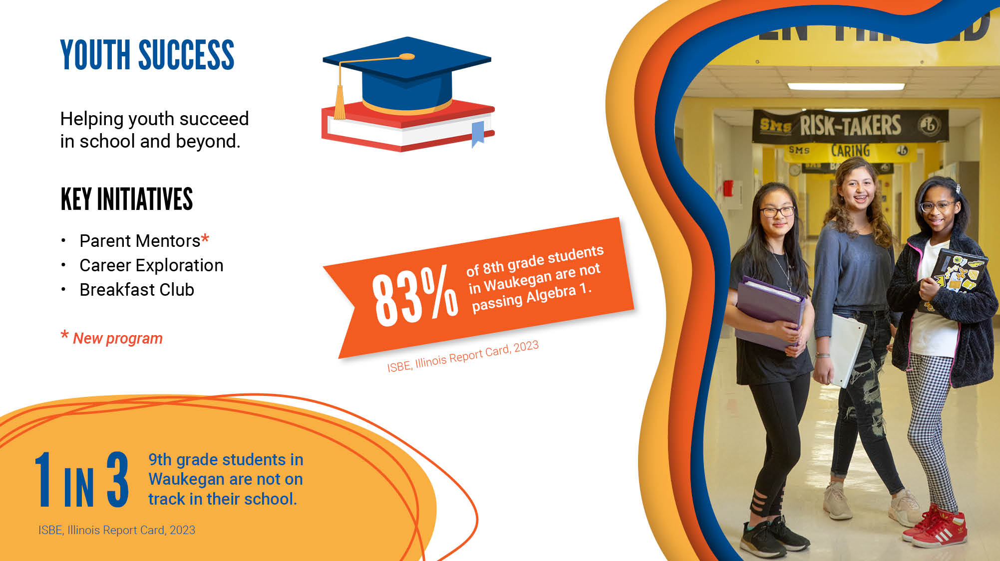 YOUTH SUCCESS
Helping youth succeed
in school and beyond.
KEY INITIATIVES
• Parent Mentors*
• Career Exploration
• Breakfast Club
* New program
83%
of 8th grade students
in Waukegan are not
passing Algebra 1.
ISBE, Illinois Report Card, 2023
1 IN 3
9th grade students in
Waukegan are not on
track in their school.
ISBE, Illinois Report Card, 2023
SMS RISK-TAKERS
SMS CARING